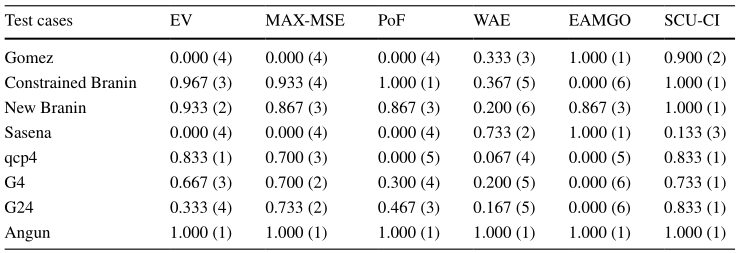 Test cases EV MAX-MSE PoF WAE EAMGO SCU-CI
Gomez 0.000 (4) 0.000 (4) 0.000 (4) 0.333 (3) 1.000 (1) 0.900 (2)
Constrained Branin 0.967 (3) 0.933 (4) 1.000 (1) 0.367 (5) 0.000 (6) 1.000 (1)
New Branin 0.933 (2) 0.867 (3) 0.867 (3) 0.200 (6) 0.867 (3) 1.000 (1)
Sasena 0.000 (4) 0.000 (4) 0.000 (4) 0.733 (2) 1.000 (1) 0.133 (3)
qcp4 0.833 (1) 0.700 (3) 0.000 (5) 0.067 (4) 0.000 (5) 0.833 (1)
G4 0.667 (3) 0.700 (2) 0.300 (4) 0.200 (5) 0.000 (6) 0.733 (1)
G24 0.333 (4) 0.733 (2) 0.467 (3) 0.167 (5) 0.000 (6) 0.833 (1)
Angun 1.000 (1) 1.000 (1) 1.000 (1) 1.000 (1) 1.000 (1) 1.000 (1)